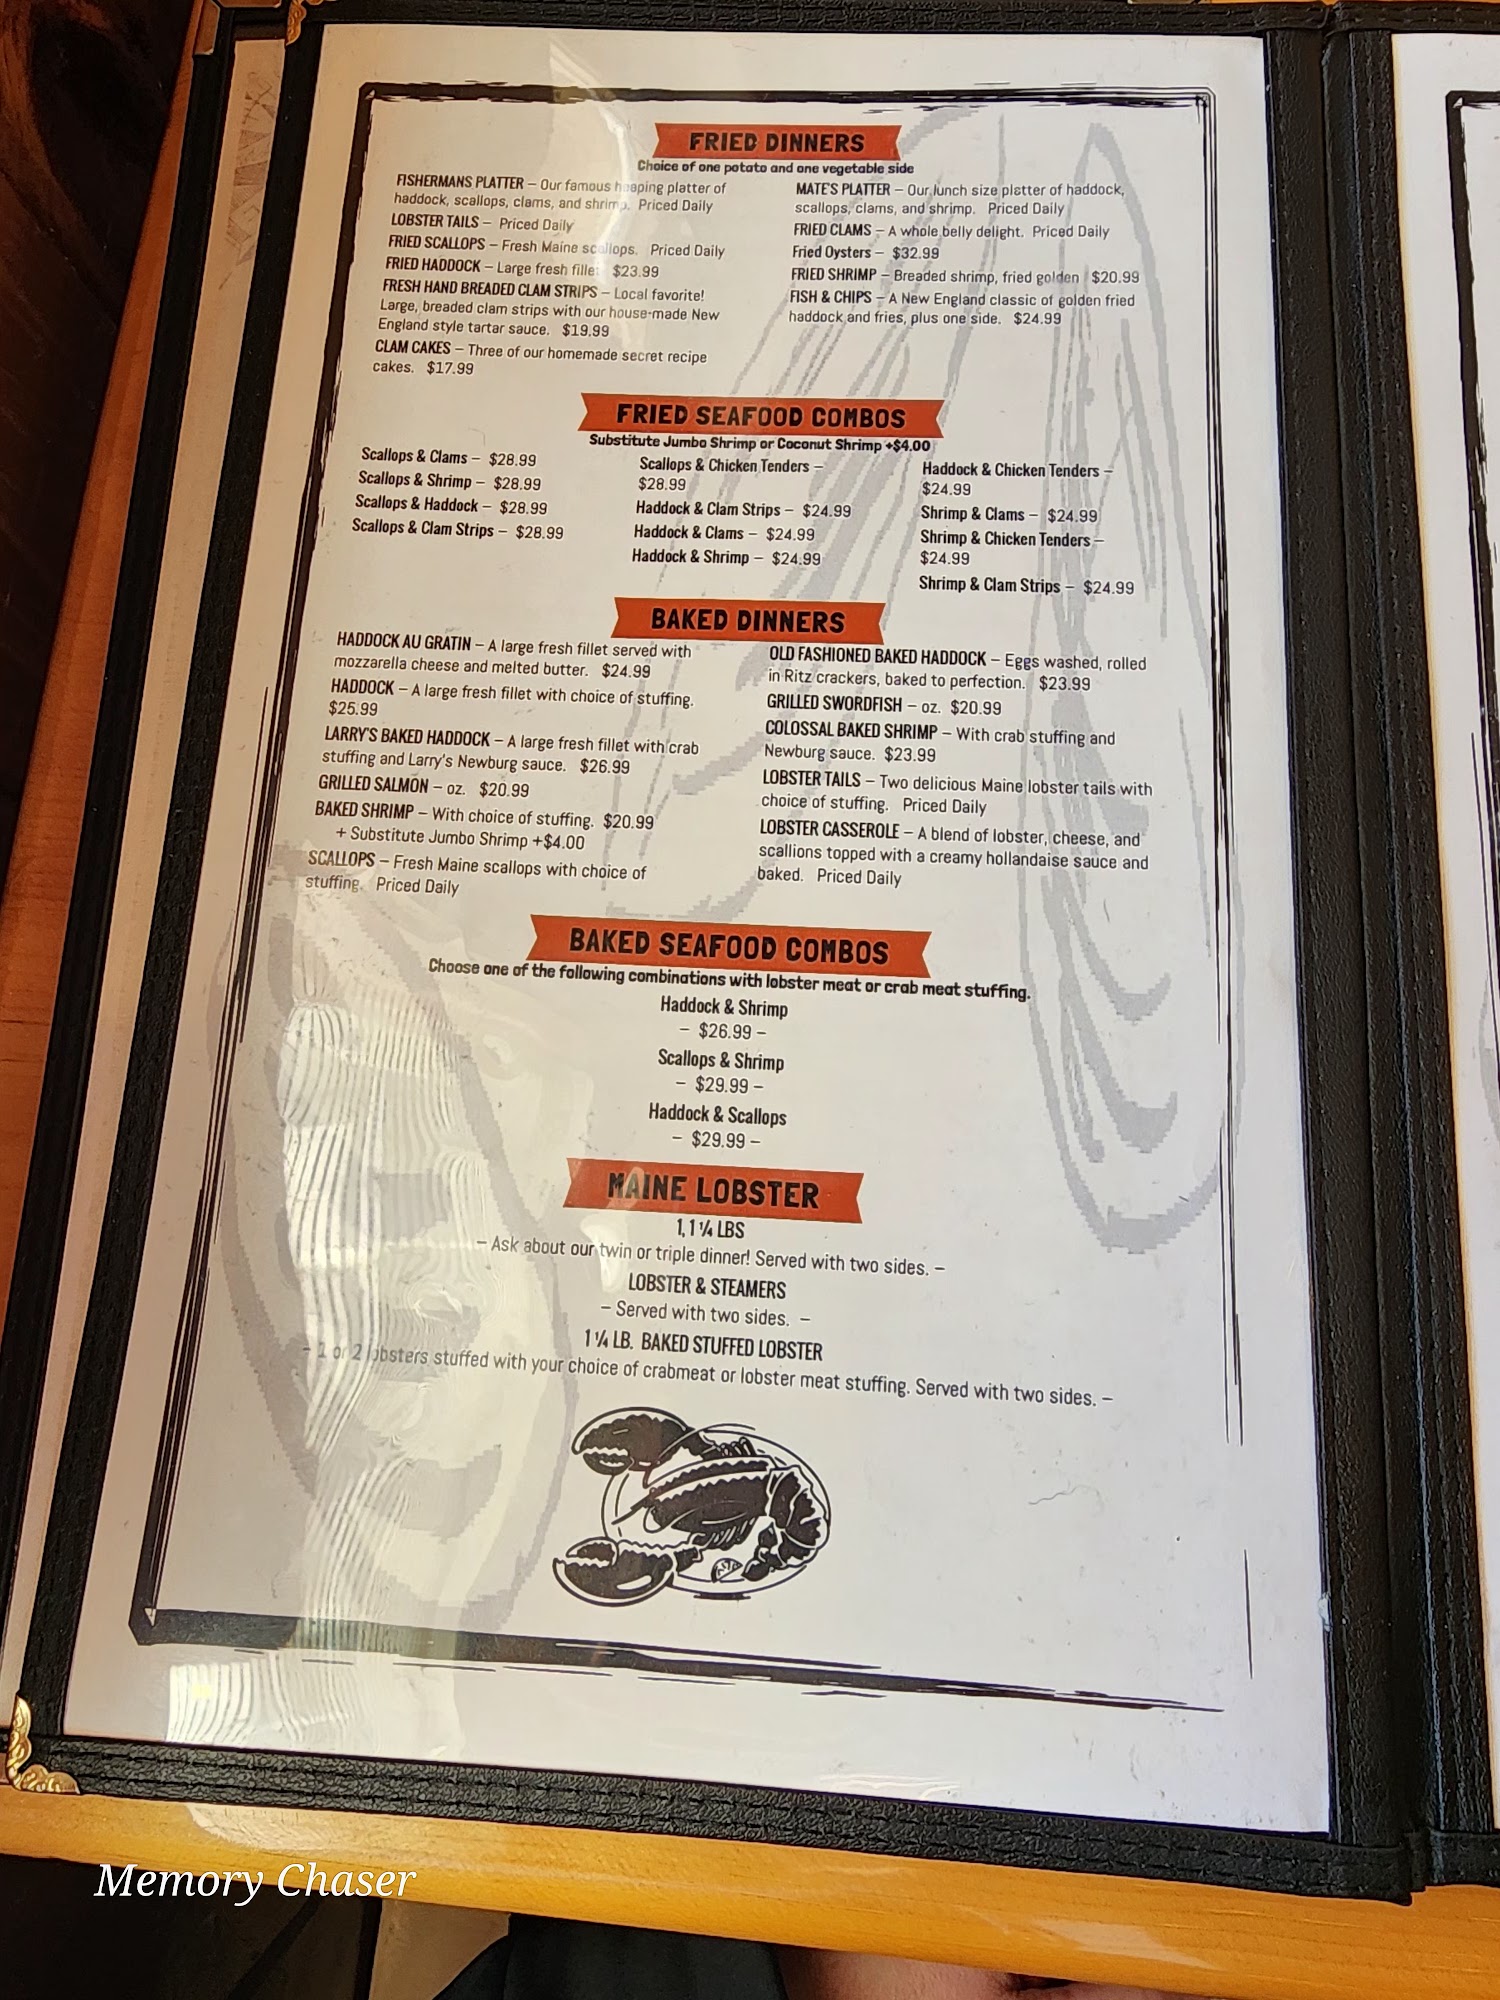 FRIED DINNERS
Choice of one potato and one vegetable side
FISHERMANS PLATTER – Our famous heaping platter of
haddock, scallops, clams, and shrimp. Priced Daily
LOBSTER TAILS – Priced Daily
FRIED SCALLOPS – Fresh Maine scallops. Priced Daily
FRIED HADDOCK – Large fresh fillet $23.99
FRESH HAND BREADED CLAM STRIPS – Local favorite!
Large, breaded clam strips with our house-made New
England style tartar sauce. $19.99
CLAM CAKES – Three of our homemade secret recipe
cakes. $17.99
MATE'S PLATTER – Our lunch size platter of haddock,
scallops, clams, and shrimp. Priced Daily
FRIED CLAMS – A whole belly delight. Priced Daily
Fried Oysters – $32.99
FRIED SHRIMP – Breaded shrimp, fried golden $20.99
FISH & CHIPS – A New England classic of golden fried
haddock and fries, plus one side. $24.99
FRIED SEAFOOD COMBOS
Substitute Jumbo Shrimp or Coconut Shrimp +$4.00
Scallops & Clams – $28.99
Scallops & Shrimp – $28.99
Scallops & Haddock – $28.99
Scallops & Clam Strips – $28.99
Scallops & Chicken Tenders –
$28.99
Haddock & Clam Strips – $24.99
Haddock & Clams – $24.99
Haddock & Shrimp – $24.99
Haddock & Chicken Tenders –
$24.99
Shrimp & Clams – $24.99
Shrimp & Chicken Tenders –
$24.99
Shrimp & Clam Strips – $24.99
BAKED DINNERS
HADDOCK AU GRATIN – A large fresh fillet served with
mozzarella cheese and melted butter. $24.99
HADDOCK – A large fresh fillet with choice of stuffing.
$25.99
LARRY'S BAKED HADDOCK – A large fresh fillet with crab
stuffing and Larry's Newburg sauce. $26.99
GRILLED SALMON – oz. $20.99
BAKED SHRIMP – With choice of stuffing. $20.99
+ Substitute Jumbo Shrimp +$4.00
SCALLOPS – Fresh Maine scallops with choice of
stuffing. Priced Daily
OLD FASHIONED BAKED HADDOCK – Eggs washed, rolled
in Ritz crackers, baked to perfection. $23.99
GRILLED SWORDFISH – oz. $20.99
COLOSSAL BAKED SHRIMP – With crab stuffing and
Newburg sauce. $23.99
LOBSTER TAILS – Two delicious Maine lobster tails with
choice of stuffing. Priced Daily
LOBSTER CASSEROLE – A blend of lobster, cheese, and
scallions topped with a creamy hollandaise sauce and
baked. Priced Daily
BAKED SEAFOOD COMBOS
Choose one of the following combinations with lobster meat or crab meat stuffing.
Haddock & Shrimp
– $26.99 –
Scallops & Shrimp
– $29.99 –
Haddock & Scallops
– $29.99 –
MAINE LOBSTER
1, 1 ¼ LBS
– Ask about our twin or triple dinner! Served with two sides. –
LOBSTER & STEAMERS
– Served with two sides. –
1 ¼ LB. BAKED STUFFED LOBSTER
– 1 or 2 lobsters stuffed with your choice of crabmeat or lobster meat stuffing. Served with two sides. –
Memory Chaser